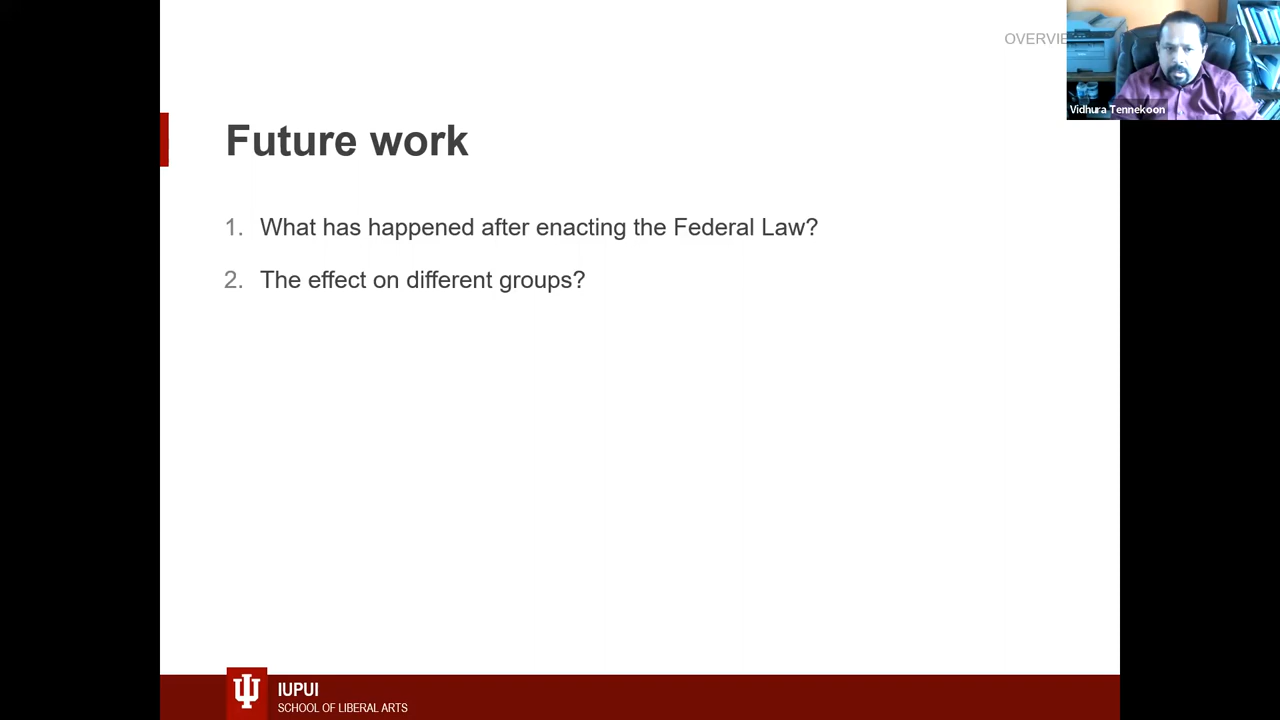 OVERVIE
Vidhura Tennekoon
Future work
1. What has happened after enacting the Federal Law?
2. The effect on different groups?
IUPUI
SCHOOL OF LIBERAL ARTS